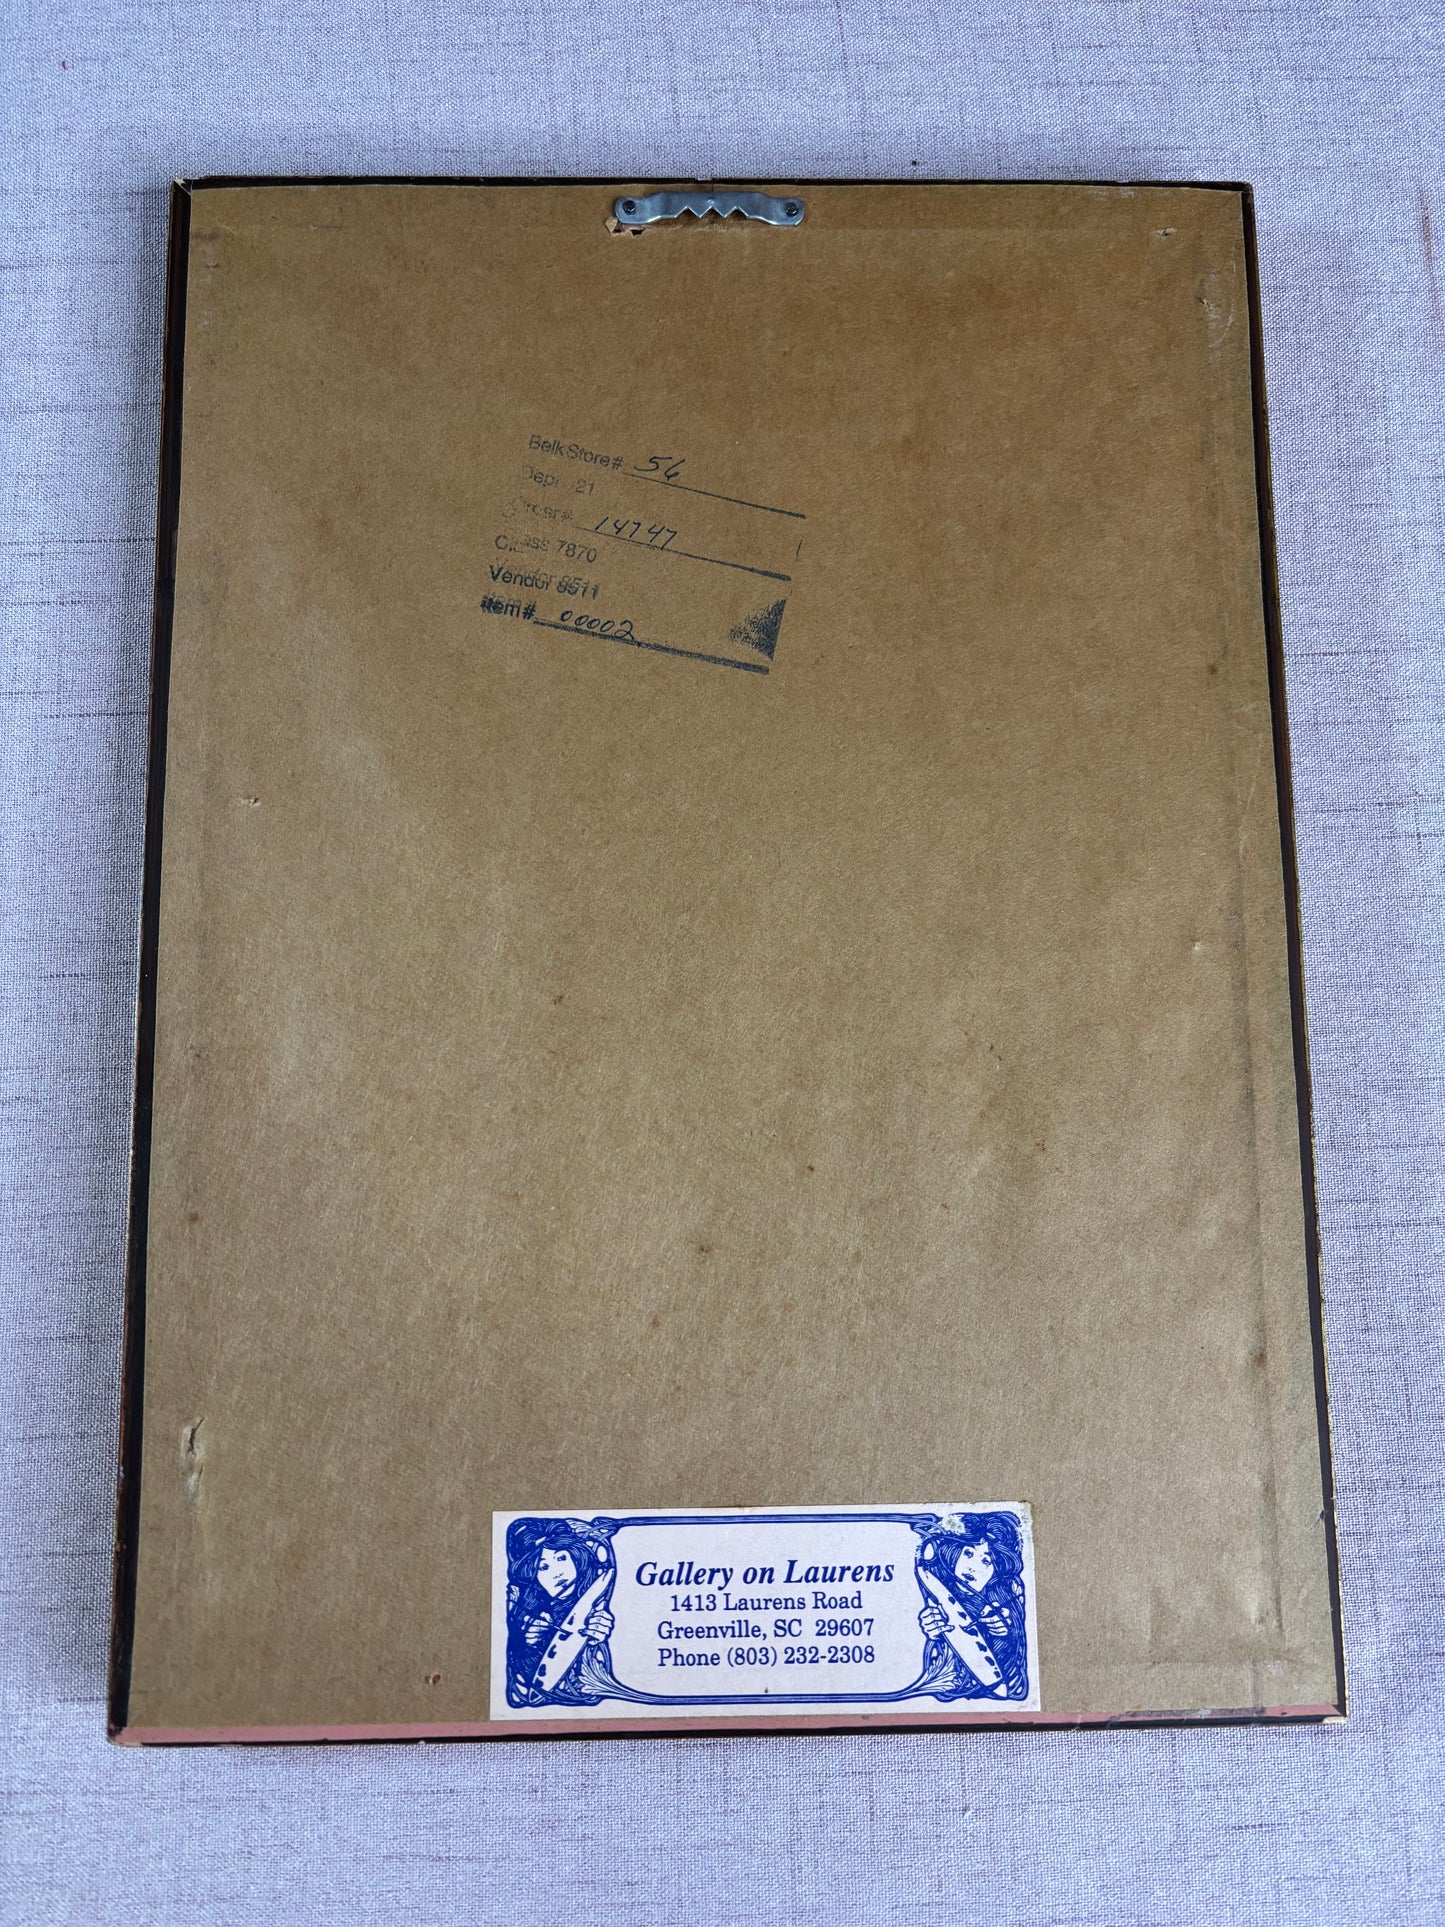 Belk Store# 56
Dept 21
14747
Class 7870
Vendor 8511
Item# 00002
Gallery on Laurens
1413 Laurens Road
Greenville, SC 29607
Phone (803) 232-2308